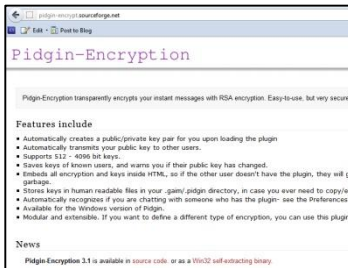 pidgin-encrypt.sourceforge.net
Edit • Post to Blog
Pidgin-Encryption
Pidgin-Encryption transparently encrypts your instant messages with RSA encryption. Easy-to-use, but very secure
Features include
Automatically creates a public/private key pair for you upon loading the plugin
Automatically transmits your public key to other users.
Supports 512 - 4096 bit keys.
Saves keys of known users, and warns you if their public key has changed.
Embeds all encryption and keys inside HTML, so if the other user doesn't have the plugin, they will g
garbage.
Stores keys in human readable files in your .gaim/.pidgin directory, in case you ever need to copy/e
Automatically recognizes if you are chatting with someone who has the plugin- see the Preferences
Available for the Windows version of Pidgin.
Modular and extensible. If you want to define a different type of encryption, you can use this plugin
News
Pidgin-Encryption 3.1 is available in source code or as a Win32 self-extracting binary